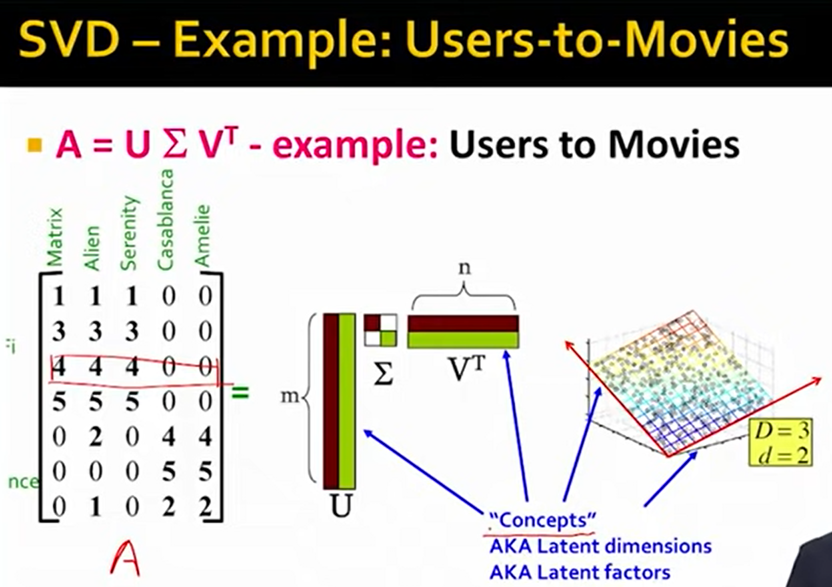 SVD – Example: Users-to-Movies
A = U Σ Vᵀ - example: Users to Movies
Matrix
Alien
Serenity
Casablanca
Amelie
1 1 1 0 0
3 3 3 0 0
4 4 4 0 0
5 5 5 0 0
0 2 0 4 4
0 0 0 5 5
0 1 0 2 2
nce
A
=
m
U
Σ
n
Vᵀ
D = 3
d = 2
"Concepts"
AKA Latent dimensions
AKA Latent factors